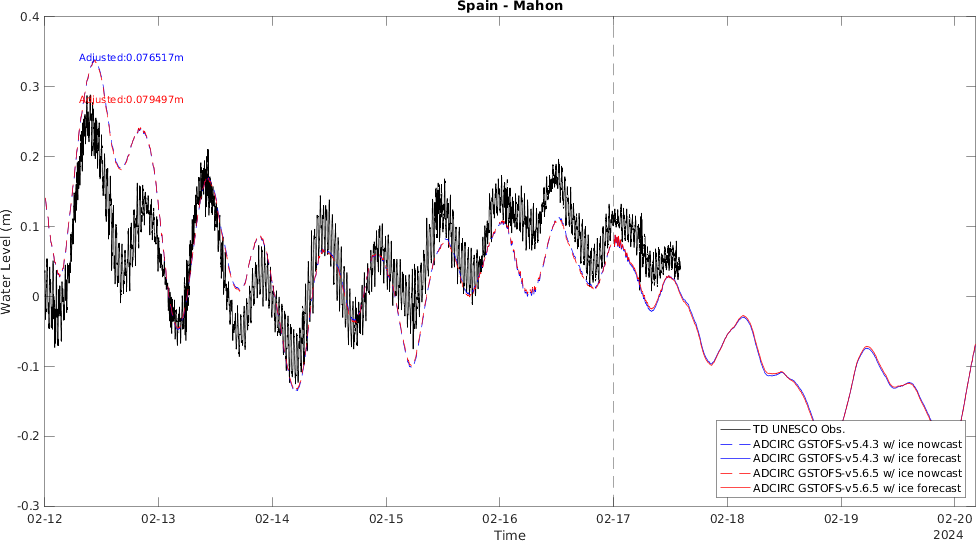 Spain - Mahon
0.4
Adjusted:0.076517m
0.3
Adjusted:0.079497m
0.2
0.1
0
-0.1
-0.2
-0.3
Water Level (m)
TD UNESCO Obs.
ADCIRC GSTOFS-v5.4.3 w/ ice nowcast
ADCIRC GSTOFS-v5.4.3 w/ ice forecast
ADCIRC GSTOFS-v5.6.5 w/ ice nowcast
ADCIRC GSTOFS-v5.6.5 w/ ice forecast
02-12 02-13 02-14 02-15 02-16 02-17 02-18 02-19 02-20
Time
2024